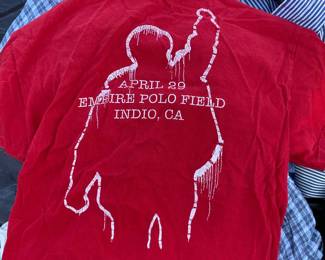 APRIL 29
EMPIRE POLO FIELD
INDIO, CA